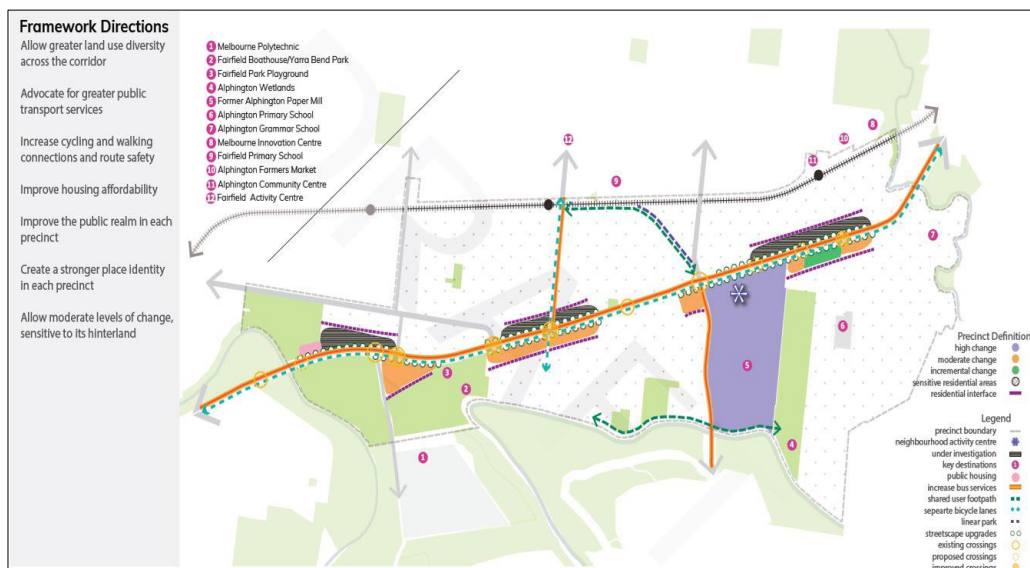 Framework Directions
Allow greater land use diversity
across the corridor
Advocate for greater public
transport services
Increase cycling and walking
connections and route safety
Improve housing affordability
Improve the public realm in each
precinct
Create a stronger place identity
in each precinct
Allow moderate levels of change,
sensitive to its hinterland
1 Melbourne Polytechnic
2 Fairfield Boathouse/Yarra Bend Park
3 Fairfield Park Playground
4 Alphington Wetlands
5 Former Alphington Paper Mill
6 Alphington Primary School
7 Alphington Grammar School
8 Melbourne Innovation Centre
9 Fairfield Primary School
10 Alphington Farmers Market
11 Alphington Community Centre
12 Fairfield Activity Centre
8
10
12
11
9
7
6
5
3
2
4
1
DRAFT
Precinct Definition
high change
moderate change
incremental change
sensitive residential areas
residential interface
Legend
precinct boundary
neighbourhood activity centre
under investigation
key destinations 1
public housing
increase bus services
shared user footpath
sepearte bicycle lanes
linear park
streetscape upgrades
existing crossings
proposed crossings
improved crossings